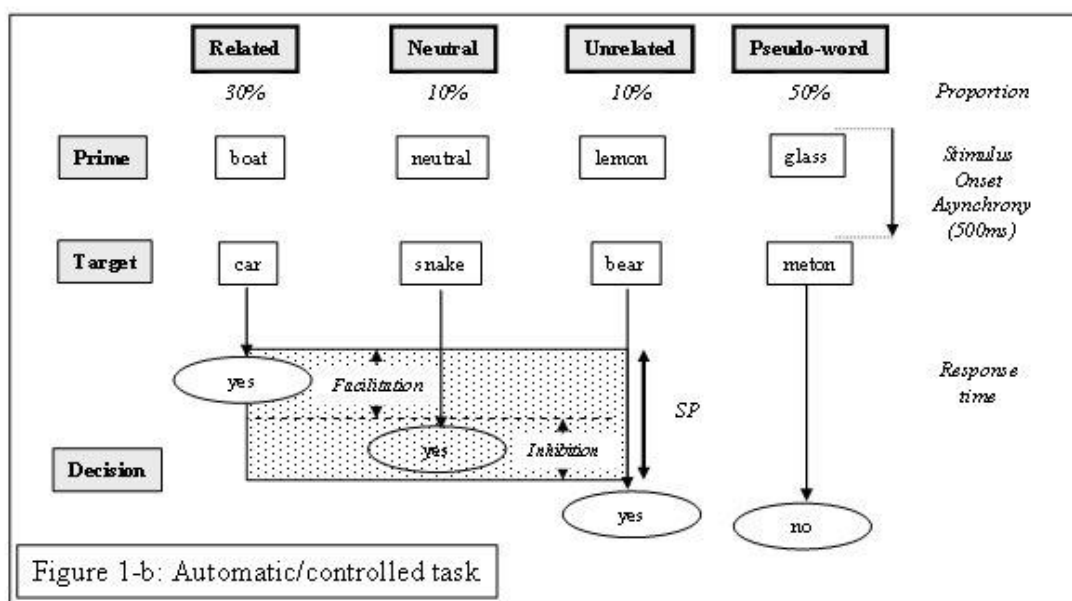 Related Neutral Unrelated Pseudo-word
30% 10% 10% 50% Proportion
Prime boat neutral lemon glass
Stimulus
Onset
Asynchrony
(500ms)
Target car snake bear meton
yes Facilitation
Response
time
SP
yes Inhibition
Decision
yes no
Figure 1-b: Automatic/controlled task